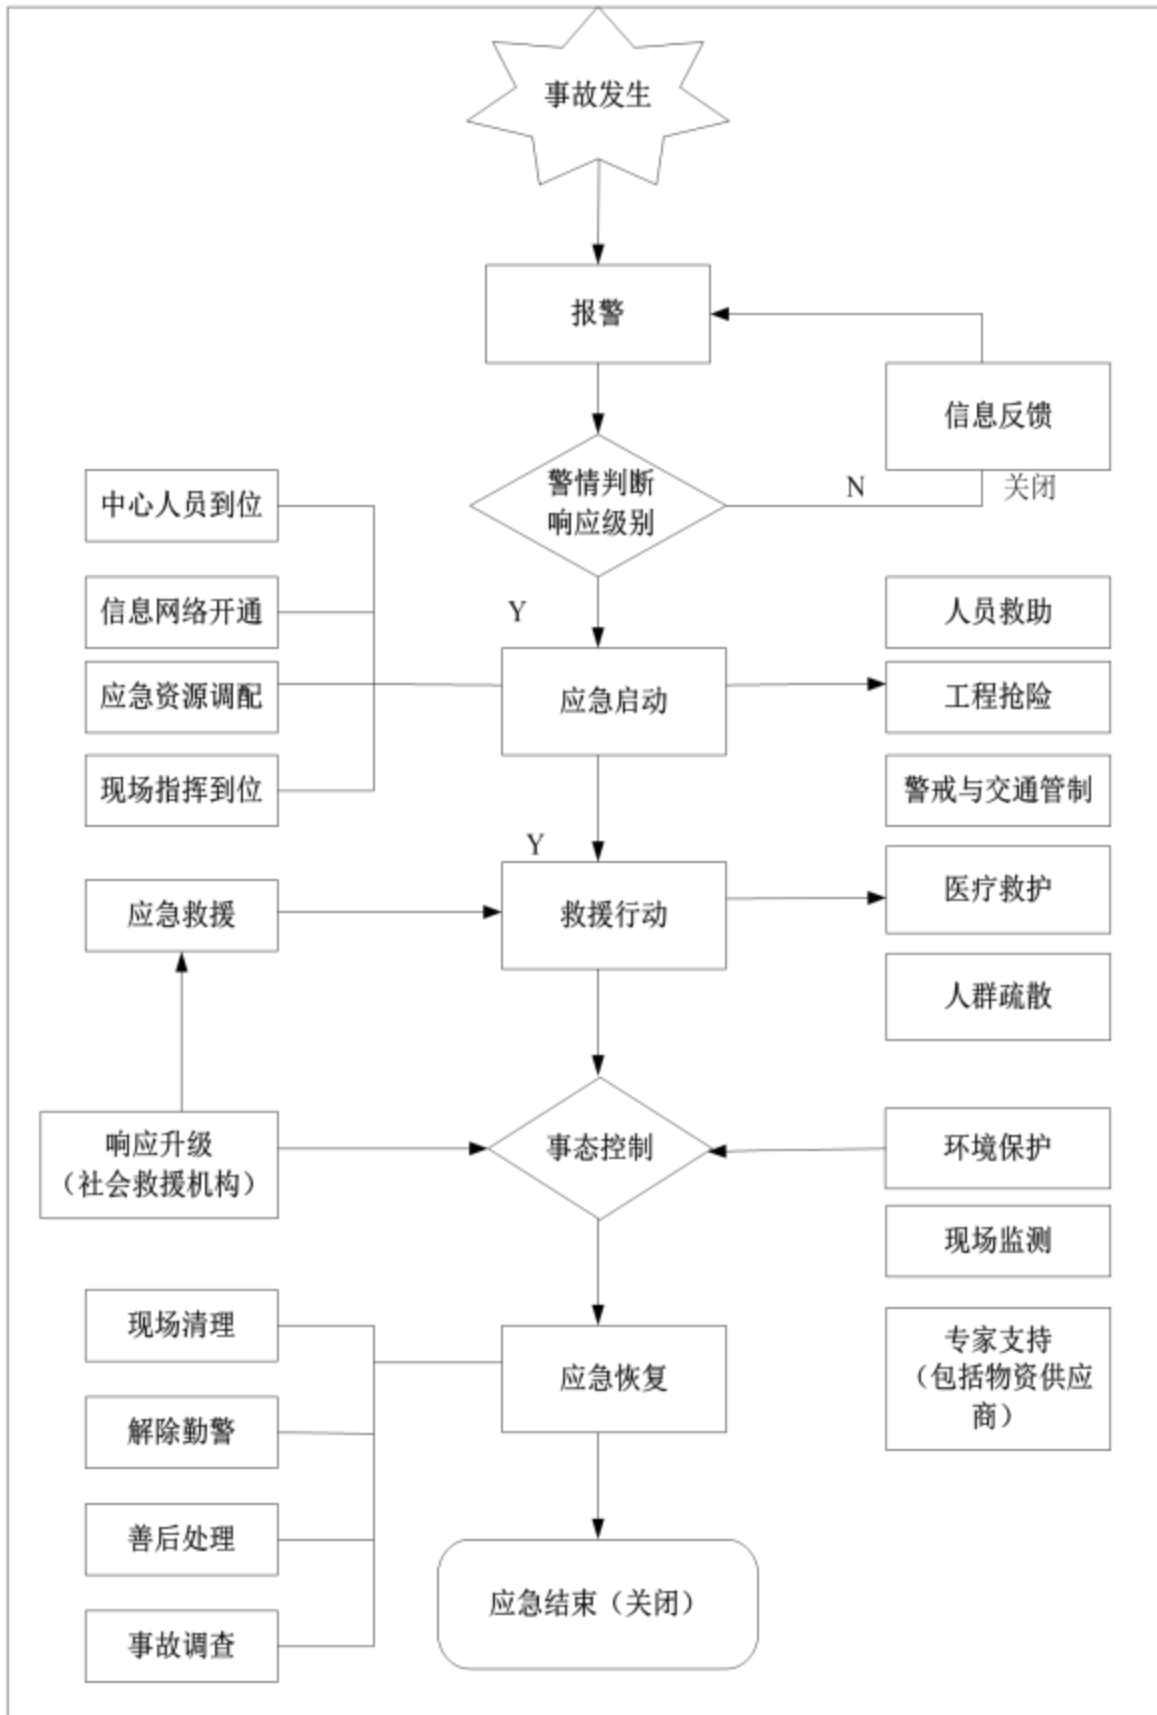 事故发生
报警
信息反馈
警情判断
响应级别
N
关闭
中心人员到位
信息网络开通
Y
人员救助
应急资源调配
应急启动
工程抢险
现场指挥到位
警戒与交通管制
Y
应急救援
救援行动
医疗救护
人群疏散
响应升级
（社会救援机构）
事态控制
环境保护
现场监测
现场清理
应急恢复
专家支持
（包括物资供应
商）
解除勤警
善后处理
应急结束（关闭）
事故调查